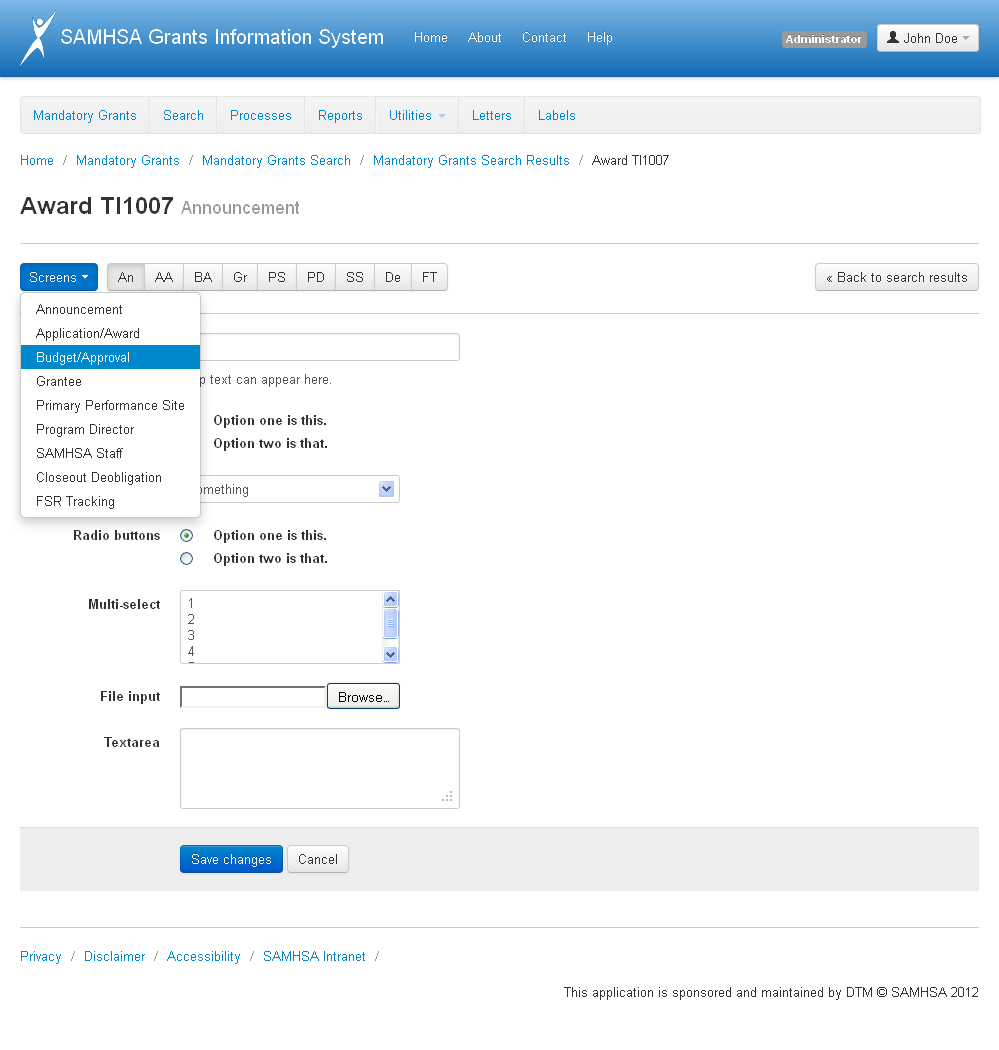 SAMHSA Grants Information System Home About Contact Help Administrator John Doe
Mandatory Grants Search Processes Reports Utilities Letters Labels
Home / Mandatory Grants / Mandatory Grants Search / Mandatory Grants Search Results / Award TI1007
Award TI1007 Announcement
Screens An AA BA Gr PS PD SS De FT « Back to search results
Announcement
Application/Award
Budget/Approval
Grantee
p text can appear here.
Primary Performance Site
Option one is this.
Program Director
Option two is that.
SAMHSA Staff
Closeout Deobligation
omething
FSR Tracking
Radio buttons Option one is this.
Option two is that.
Multi-select 1
2
3
4
File input Browse...
Textarea
Save changes Cancel
Privacy / Disclaimer / Accessibility / SAMHSA Intranet /
This application is sponsored and maintained by DTM © SAMHSA 2012